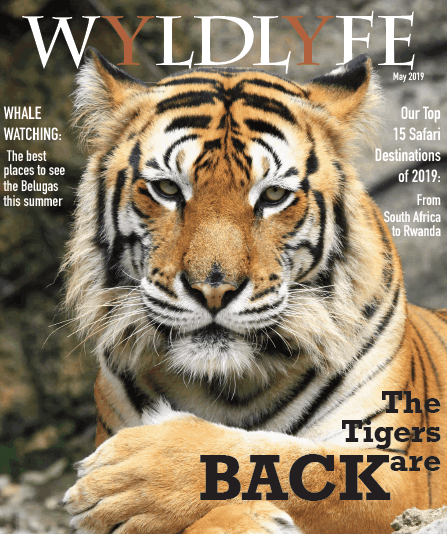 WYLDLYFE
May 2019
WHALE
WATCHING:
The best
places to see
the Belugas
this summer
Our Top
15 Safari
Destinations
of 2019:
From
South Africa
to Rwanda
The
Tigers
are
BACK